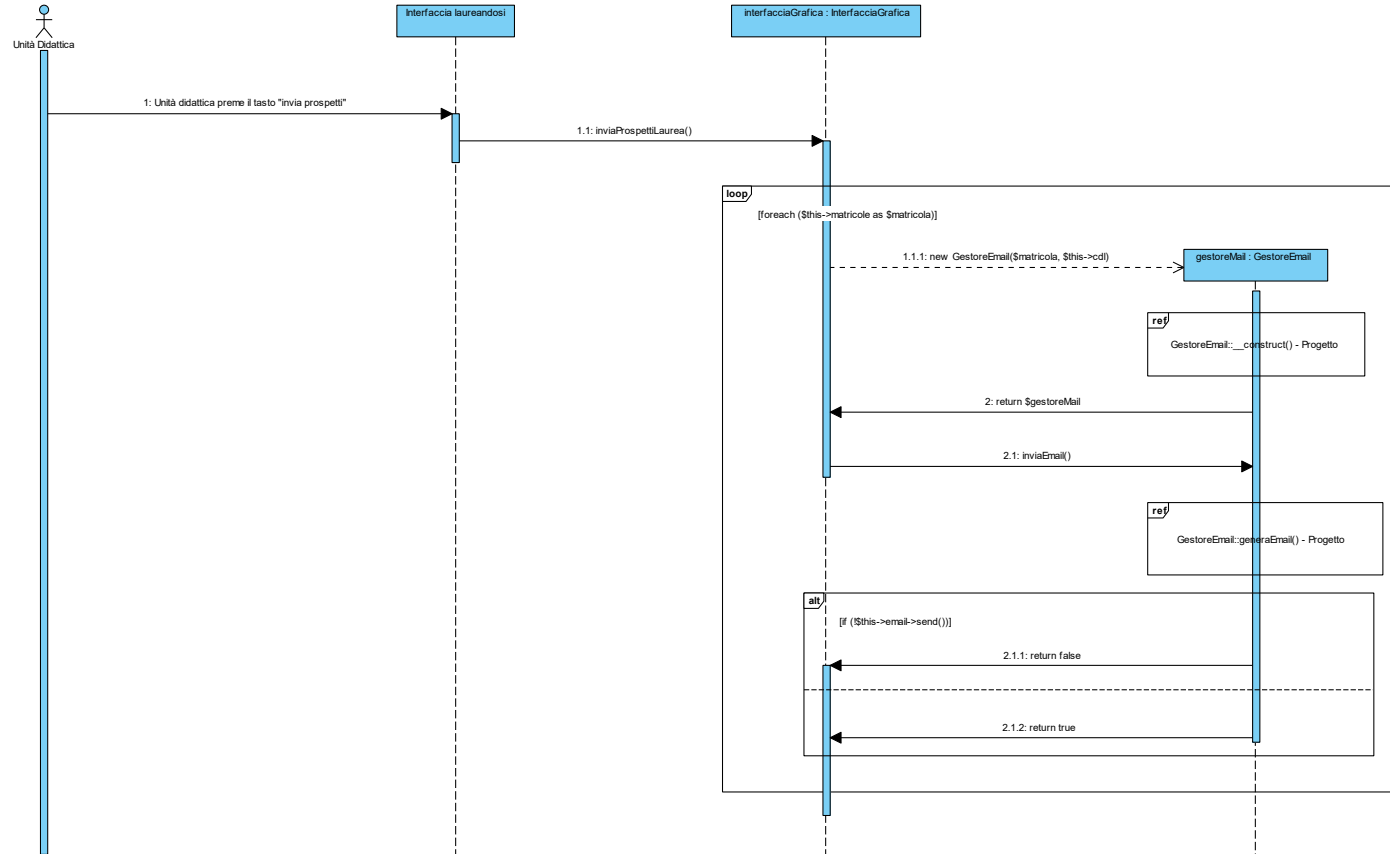 Interfaccia laureandosi
interfacciaGrafica : InterfacciaGrafica
Unità Didattica
1: Unità didattica preme il tasto "invia prospetti"
1.1: inviaProspettiLaurea()
loop
[foreach ($this->matricole as $matricola)]
1.1.1: new GestoreEmail($matricola, $this->cdl)
gestoreMail : GestoreEmail
ref
GestoreEmail::__construct() - Progetto
2: return $gestoreMail
2.1: inviaEmail()
ref
GestoreEmail::generaEmail() - Progetto
alt
[if (!$this->email->send())]
2.1.1: return false
2.1.2: return true